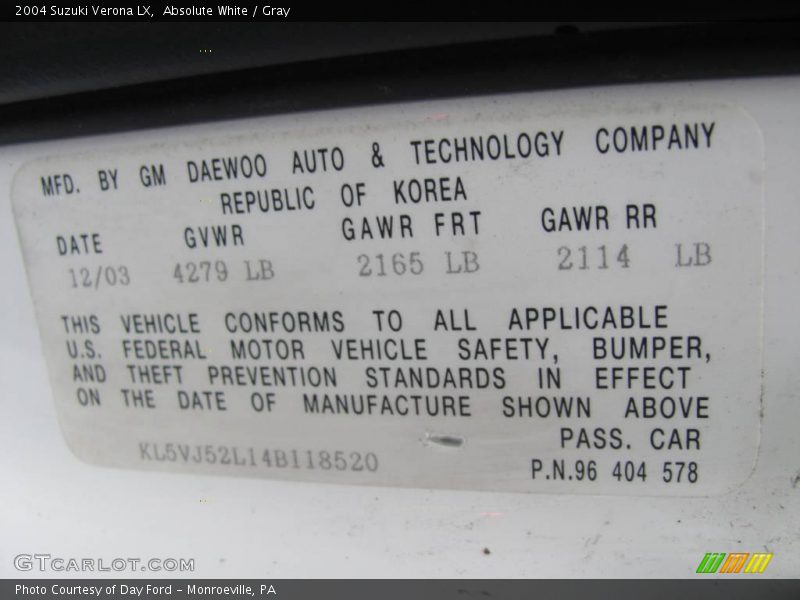 2004 Suzuki Verona LX,  Absolute White / Gray
MFD. BY GM DAEWOO AUTO & TECHNOLOGY COMPANY
REPUBLIC OF KOREA
DATE GVWR GAWR FRT GAWR RR
12/03 4279 LB 2165 LB 2114 LB
THIS VEHICLE CONFORMS TO ALL APPLICABLE
U.S. FEDERAL MOTOR VEHICLE SAFETY, BUMPER,
AND THEFT PREVENTION STANDARDS IN EFFECT
ON THE DATE OF MANUFACTURE SHOWN ABOVE
KL5VJ52L14B118520 PASS. CAR
P.N.96 404 578
GTCARLOT.COM
Photo Courtesy of Day Ford – Monroeville, PA